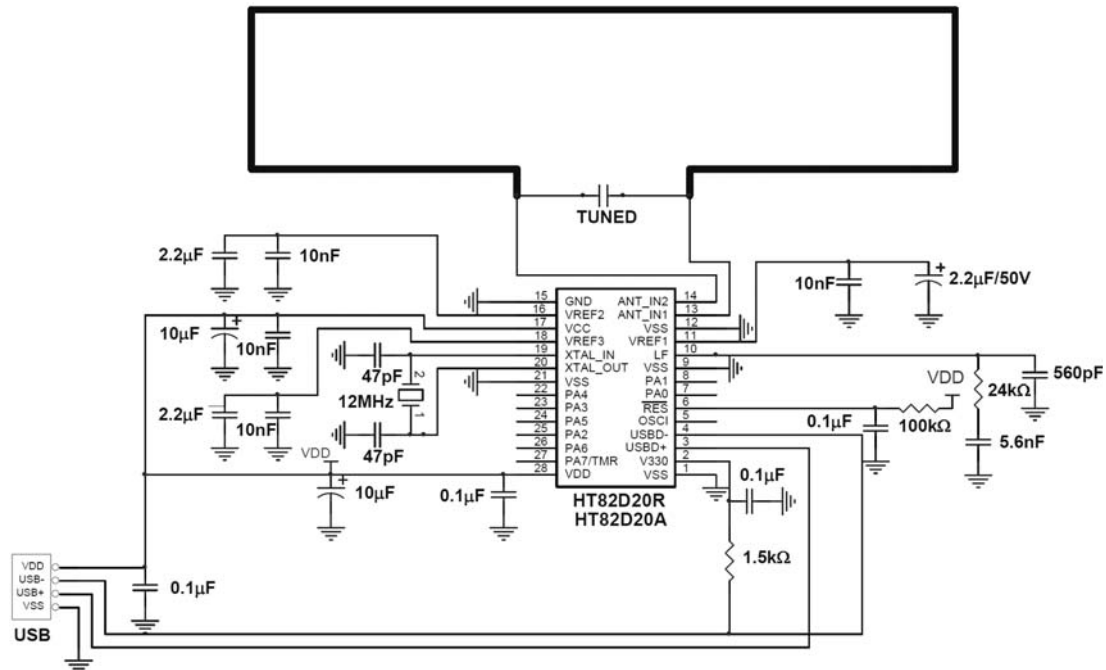 TUNED
2.2µF
10nF
10nF
2.2µF/50V
15 GND
16 VREF2
17 VCC
18 VREF3
19 XTAL_IN
20 XTAL_OUT
21 VSS
22 PA4
23 PA3
24 PA5
25 PA2
26 PA6
27 PA7/TMR
28 VDD
ANT_IN2 14
ANT_IN1 13
VSS 12
VREF1 11
LF 10
VSS 9
PA1 8
PA0 7
RES 6
OSCI 5
USBD- 4
USBD+ 3
V330 2
VSS 1
10µF
10nF
47pF
2
12MHz
1
2.2µF
10nF
47pF
VDD
10µF
0.1µF
HT82D20R
HT82D20A
VDD
560pF
24kΩ
0.1µF
100kΩ
5.6nF
0.1µF
1.5kΩ
VDD
USB-
USB+
VSS
USB
0.1µF